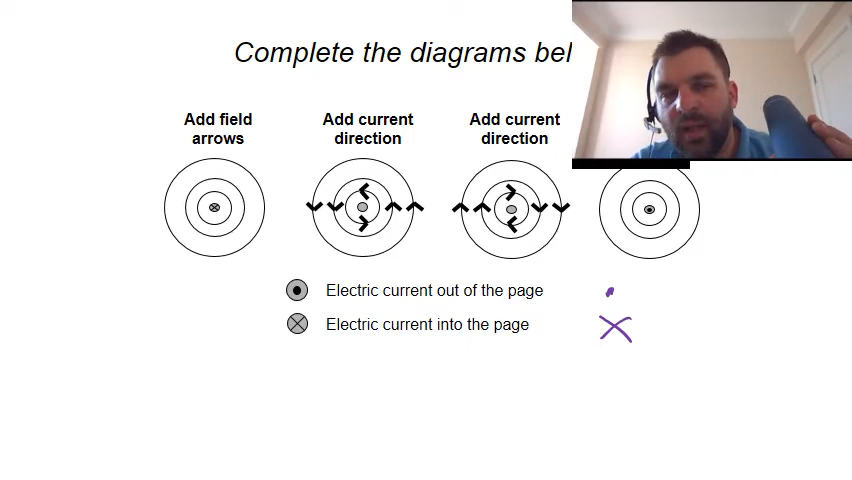 Complete the diagrams bel
Add field
arrows
Add current
direction
Add current
direction
Electric current out of the page
Electric current into the page